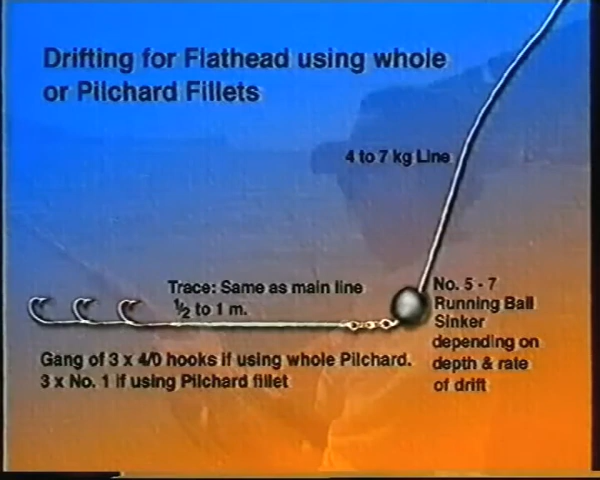 Drifting for Flathead using whole
or Pilchard Fillets
4 to 7 kg Line
Trace: Same as main line
½ to 1 m.
No. 5 - 7
Running Ball
Sinker
depending on
depth & rate
of drift
Gang of 3 x 4/0 hooks if using whole Pilchard.
3 x No. 1 if using Pilchard fillet